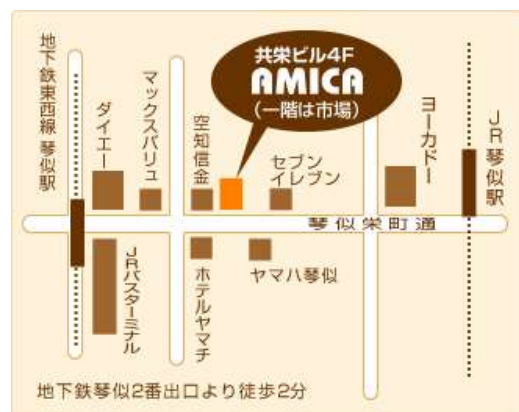 共栄ビル4F
AMICA
(一階は市場)
地下鉄東西線 琴似駅
ダイエー
マックスバリュ
空知信金
セブン
イレブン
ヨーカドー
JR琴似駅
琴似栄町通
JRバスターミナル
ホテルヤマチ
ヤマハ琴似
地下鉄琴似2番出口より徒歩2分